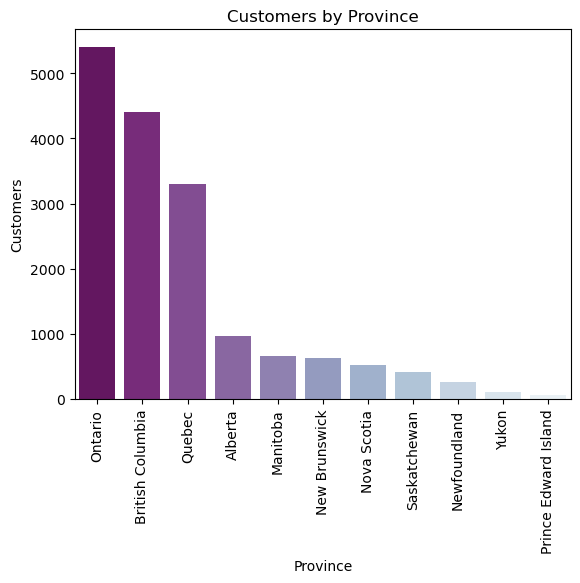 Customers by Province
Customers
5000
4000
3000
2000
1000
0
Ontario
British Columbia
Quebec
Alberta
Manitoba
New Brunswick
Nova Scotia
Saskatchewan
Newfoundland
Yukon
Prince Edward Island
Province